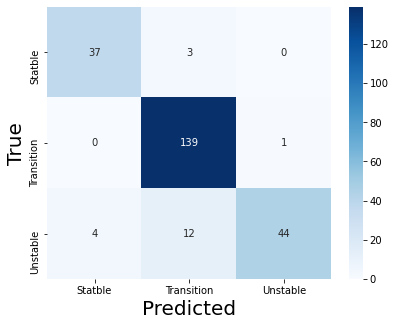 True
Statble
Transition
Unstable
37 3 0
0 139 1
4 12 44
Statble Transition Unstable
Predicted
120
100
80
60
40
20
0